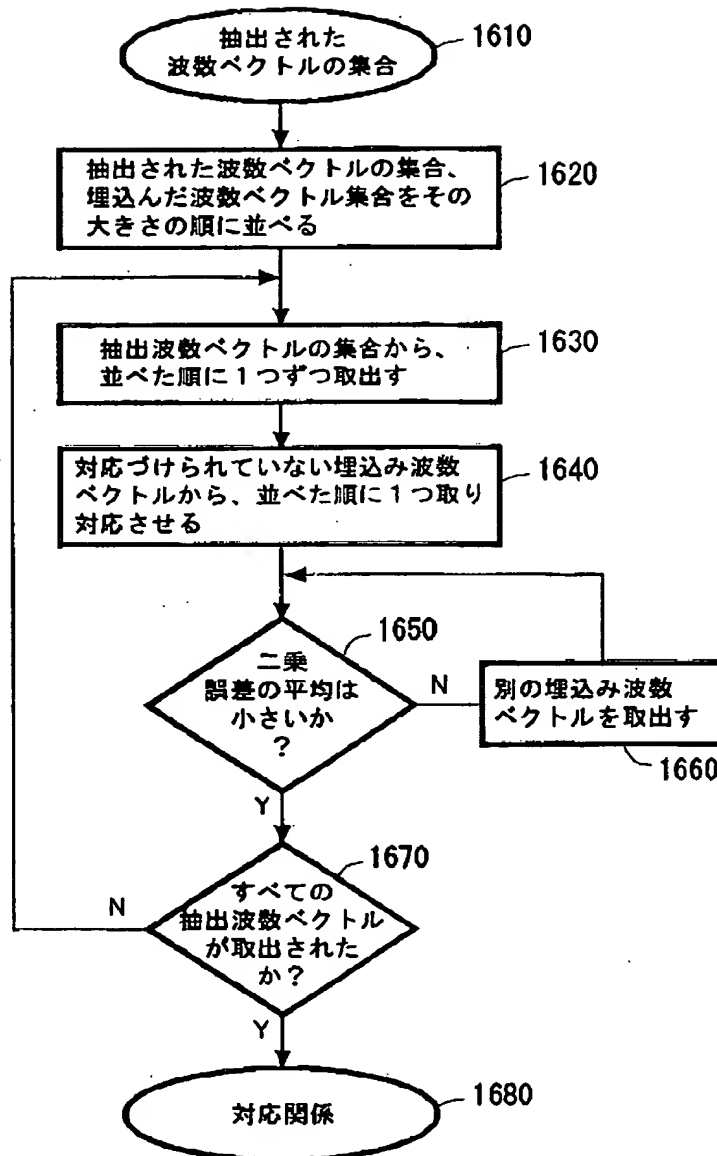 抽出された
波数ベクトルの集合
1610
抽出された波数ベクトルの集合、
埋込んだ波数ベクトル集合をその
大きさの順に並べる
1620
抽出波数ベクトルの集合から、
並べた順に１つずつ取出す
1630
対応づけられていない埋込み波数
ベクトルから、並べた順に１つ取り
対応させる
1640
二乗
誤差の平均は
小さいか
？
1650
N
別の埋込み波数
ベクトルを取出す
1660
Y
すべての
抽出波数ベクトル
が取出された
か？
1670
N
Y
対応関係
1680